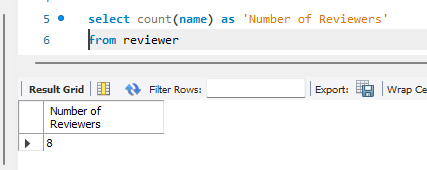 5 select count(name) as 'Number of Reviewers'
6 from reviewer
Result Grid Filter Rows: Export: Wrap Ce
Number of
Reviewers
8